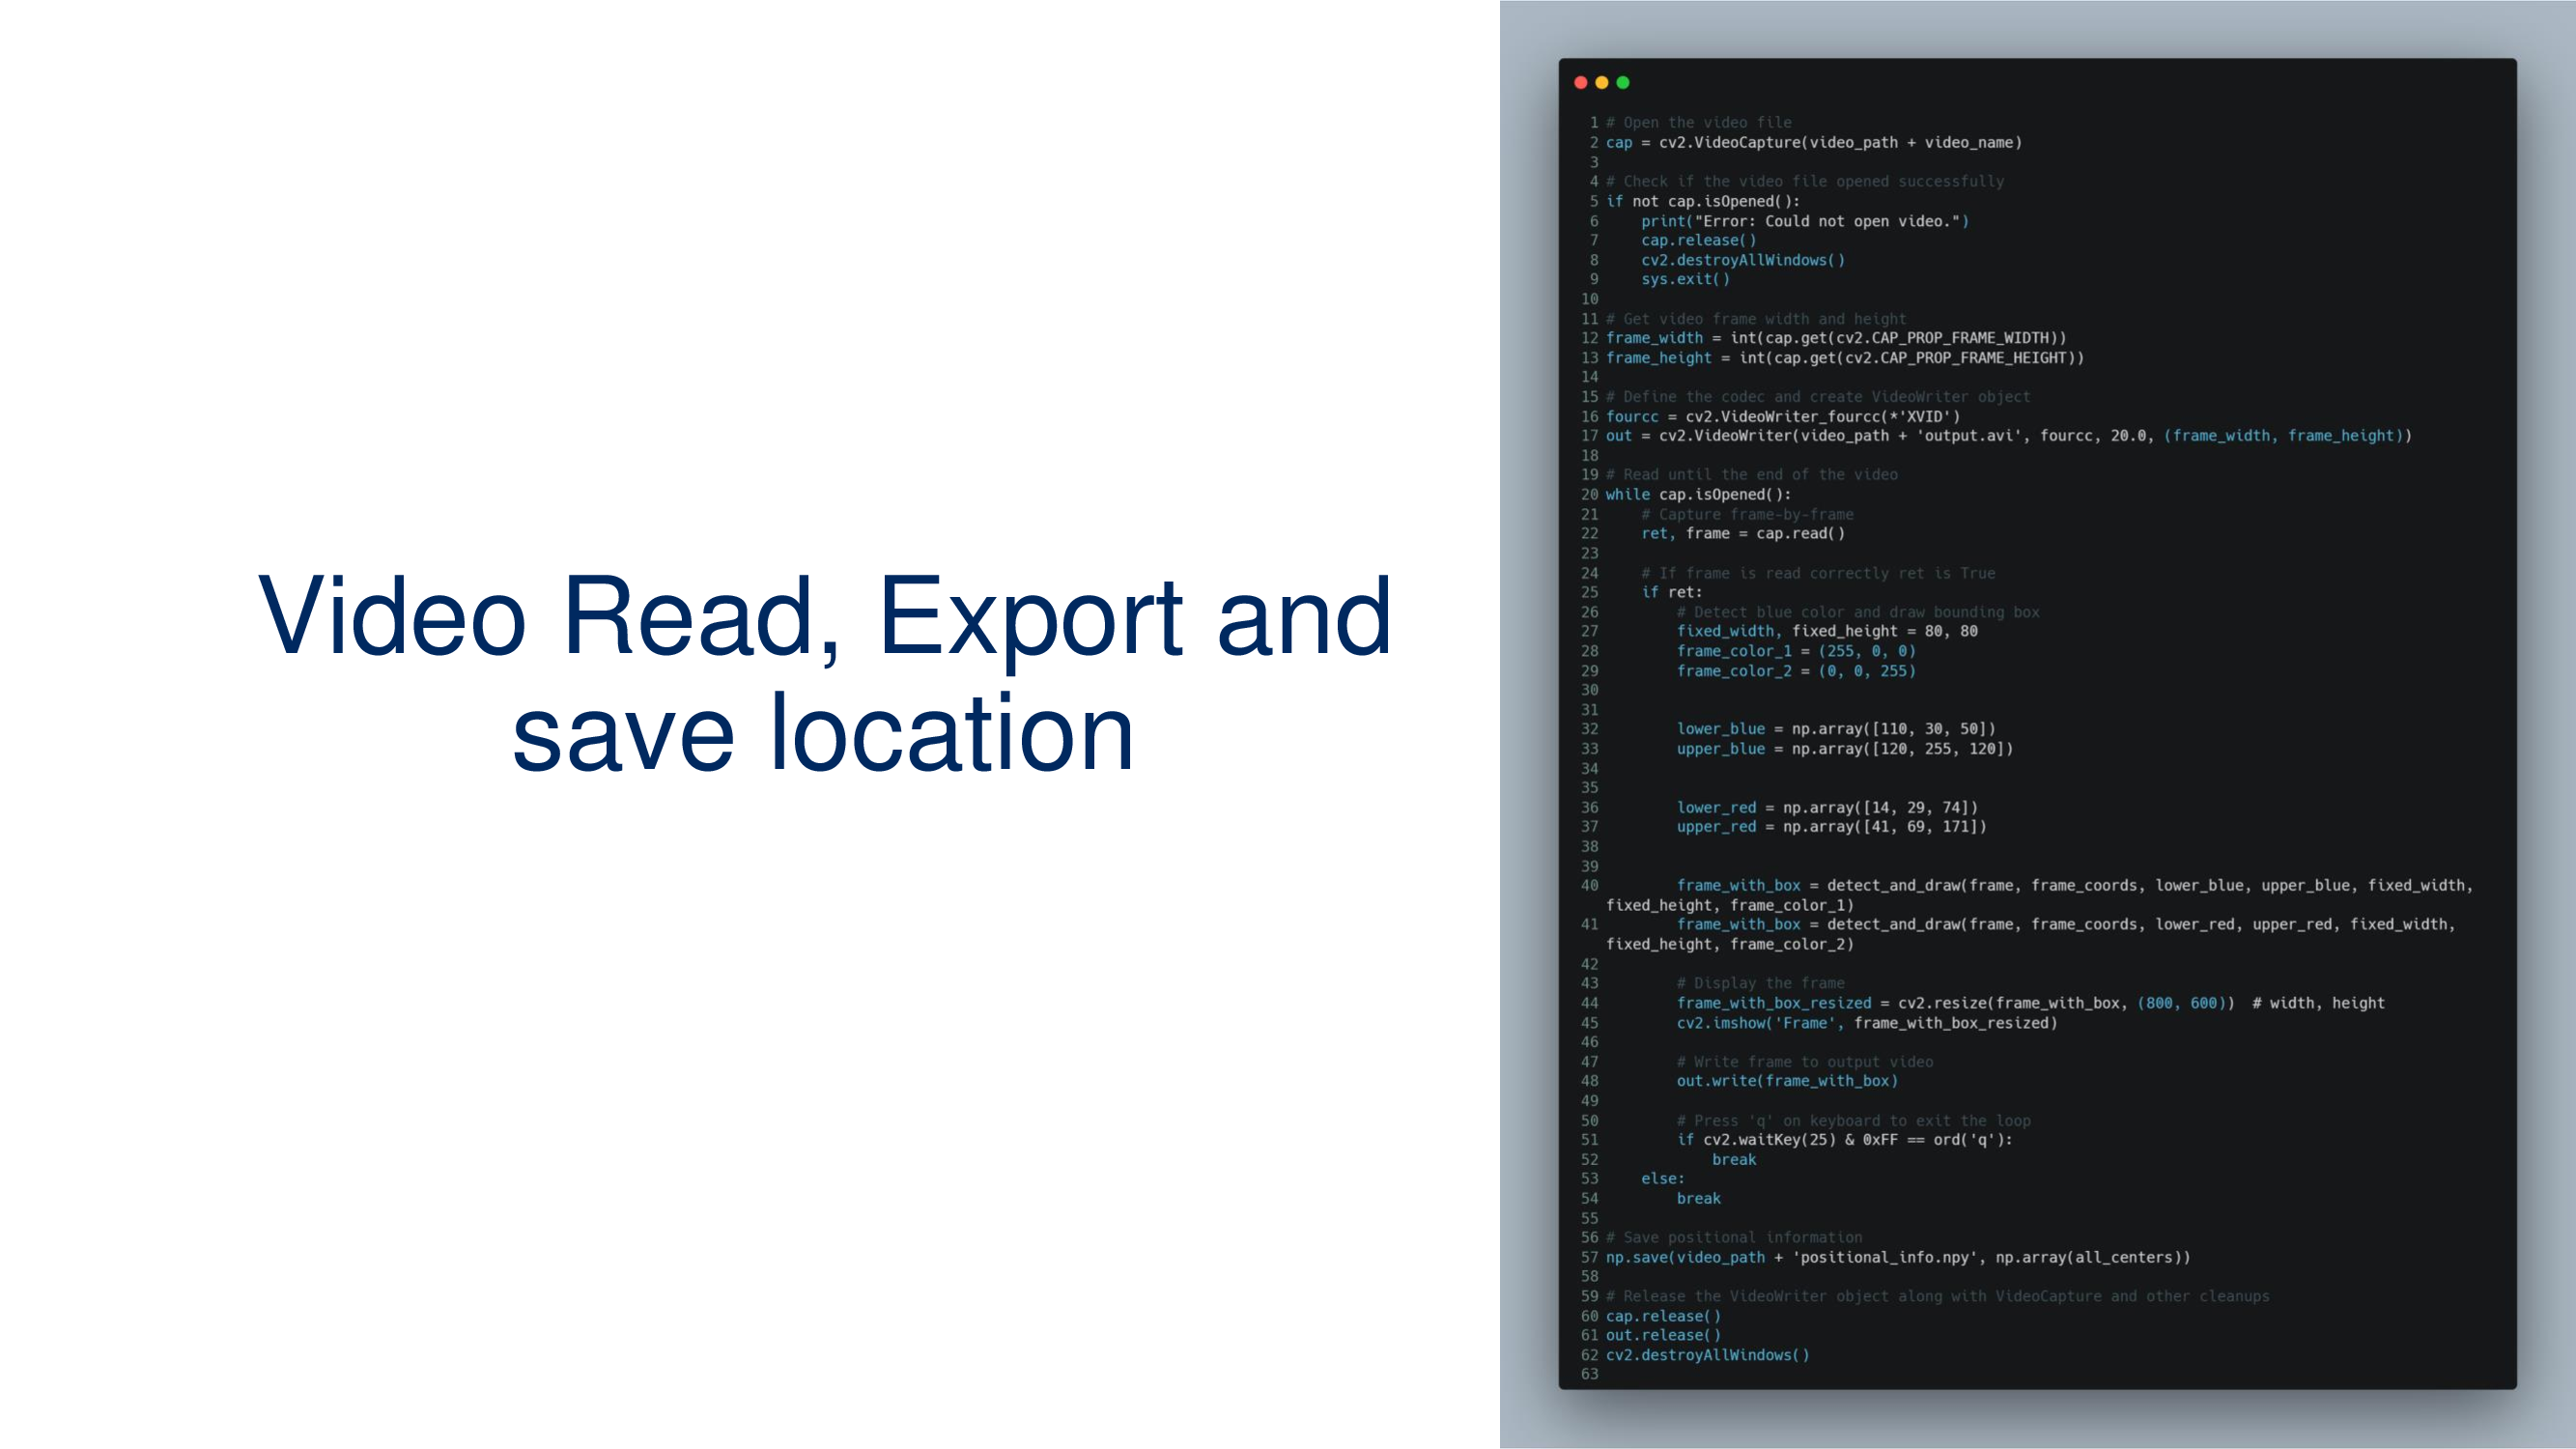 Video Read, Export and
save location
1 # Open the video file
2 cap = cv2.VideoCapture(video_path + video_name)
3
4 # Check if the video file opened successfully
5 if not cap.isOpened():
6     print("Error: Could not open video.")
7     cap.release()
8     cv2.destroyAllWindows()
9     sys.exit()
10
11 # Get video frame width and height
12 frame_width = int(cap.get(cv2.CAP_PROP_FRAME_WIDTH))
13 frame_height = int(cap.get(cv2.CAP_PROP_FRAME_HEIGHT))
14
15 # Define the codec and create VideoWriter object
16 fourcc = cv2.VideoWriter_fourcc(*'XVID')
17 out = cv2.VideoWriter(video_path + 'output.avi', fourcc, 20.0, (frame_width, frame_height))
18
19 # Read until the end of the video
20 while cap.isOpened():
21     # Capture frame-by-frame
22     ret, frame = cap.read()
23
24     # If frame is read correctly ret is True
25     if ret:
26         # Detect blue color and draw bounding box
27         fixed_width, fixed_height = 80, 80
28         frame_color_1 = (255, 0, 0)
29         frame_color_2 = (0, 0, 255)
30
31
32         lower_blue = np.array([110, 30, 50])
33         upper_blue = np.array([120, 255, 120])
34
35
36         lower_red = np.array([14, 29, 74])
37         upper_red = np.array([41, 69, 171])
38
39
40         frame_with_box = detect_and_draw(frame, frame_coords, lower_blue, upper_blue, fixed_width,
fixed_height, frame_color_1)
41         frame_with_box = detect_and_draw(frame, frame_coords, lower_red, upper_red, fixed_width,
fixed_height, frame_color_2)
42
43         # Display the frame
44         frame_with_box_resized = cv2.resize(frame_with_box, (800, 600))  # width, height
45         cv2.imshow('Frame', frame_with_box_resized)
46
47         # Write frame to output video
48         out.write(frame_with_box)
49
50         # Press 'q' on keyboard to exit the loop
51         if cv2.waitKey(25) & 0xFF == ord('q'):
52             break
53     else:
54         break
55
56 # Save positional information
57 np.save(video_path + 'positional_info.npy', np.array(all_centers))
58
59 # Release the VideoWriter object along with VideoCapture and other cleanups
60 cap.release()
61 out.release()
62 cv2.destroyAllWindows()
63